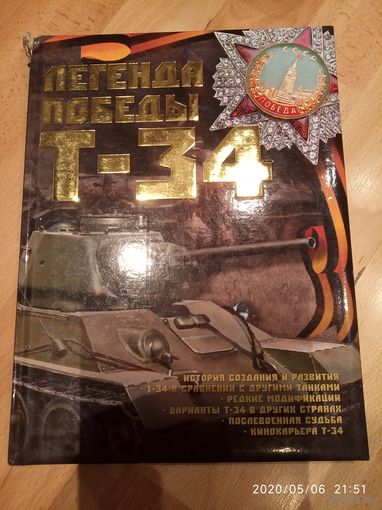 СССР
ПОБЕДА
ЛЕГЕНДА
ПОБЕДЫ
Т-34
• ИСТОРИЯ СОЗДАНИЯ И РАЗВИТИЯ
• Т-34 В СРАВНЕНИИ С ДРУГИМИ ТАНКАМИ
РЕДКИЕ МОДИФИКАЦИИ
• ВАРИАНТЫ Т-34 В ДРУГИХ СТРАНАХ
• ПОСЛЕВОЕННАЯ СУДЬБА
• КИНОКАРЬЕРА Т-34
2020/05/06 21:51